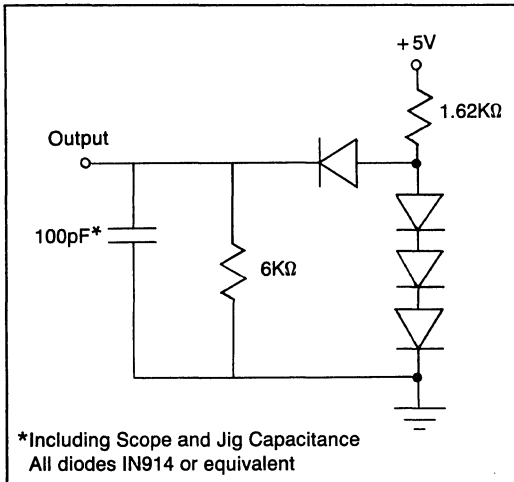 +5V
1.62KΩ
Output
100pF*
6KΩ
*Including Scope and Jig Capacitance
All diodes IN914 or equivalent